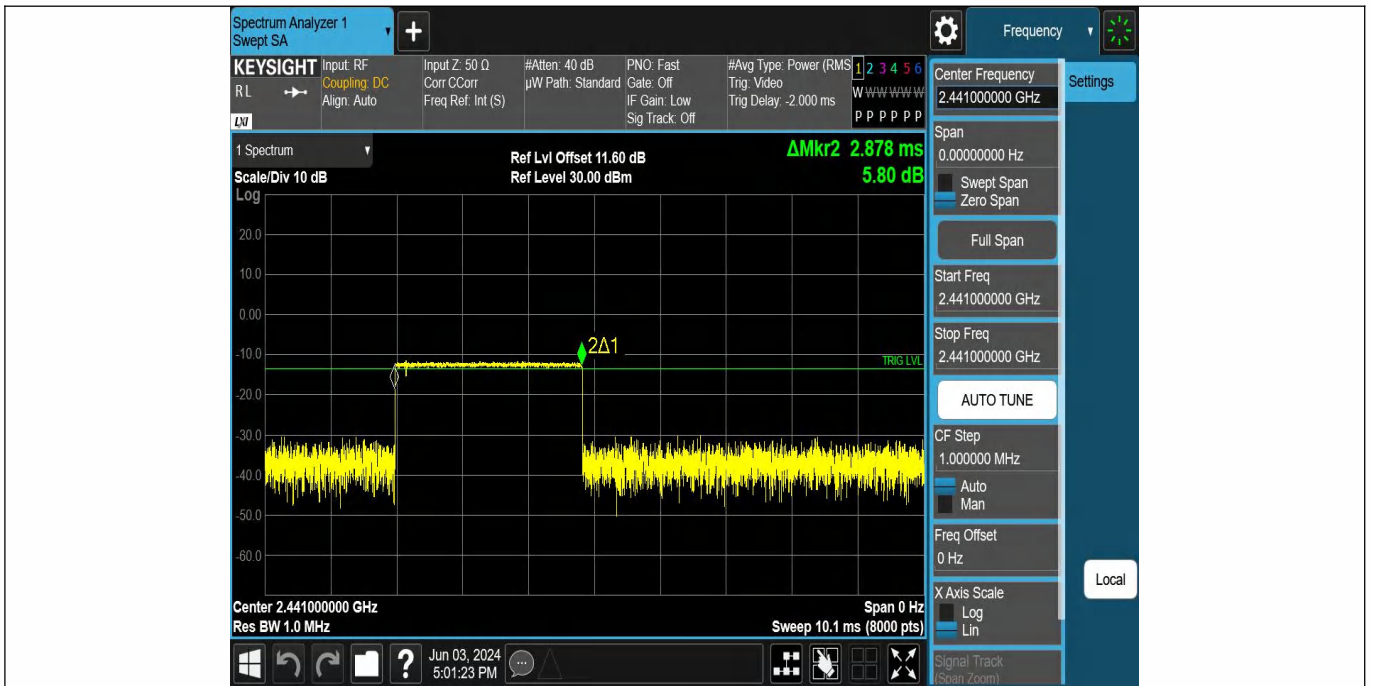 Spectrum Analyzer 1
Swept SA
+
Frequency
KEYSIGHT
RL
LXI
Input: RF
Coupling: DC
Align: Auto
Input Z: 50 Ω
Corr CCorr
Freq Ref: Int (S)
#Atten: 40 dB
µW Path: Standard
PNO: Fast
Gate: Off
IF Gain: Low
Sig Track: Off
#Avg Type: Power (RMS
Trig: Video
Trig Delay: -2.000 ms
1 2 3 4 5 6
W W W W W W
P P P P P P
1 Spectrum
Scale/Div 10 dB
Log
Ref Lvl Offset 11.60 dB
Ref Level 30.00 dBm
ΔMkr2 2.878 ms
5.80 dB
20.0
10.0
0.00
-10.0
-20.0
-30.0
-40.0
-50.0
-60.0
2Δ1
TRIG LVL
Center 2.441000000 GHz
Res BW 1.0 MHz
Span 0 Hz
Sweep 10.1 ms (8000 pts)
Center Frequency
2.441000000 GHz
Settings
Span
0.00000000 Hz
Swept Span
Zero Span
Full Span
Start Freq
2.441000000 GHz
Stop Freq
2.441000000 GHz
AUTO TUNE
CF Step
1.000000 MHz
Auto
Man
Freq Offset
0 Hz
X Axis Scale
Log
Lin
Local
Signal Track
(Span Zoom)
?
Jun 03, 2024
5:01:23 PM